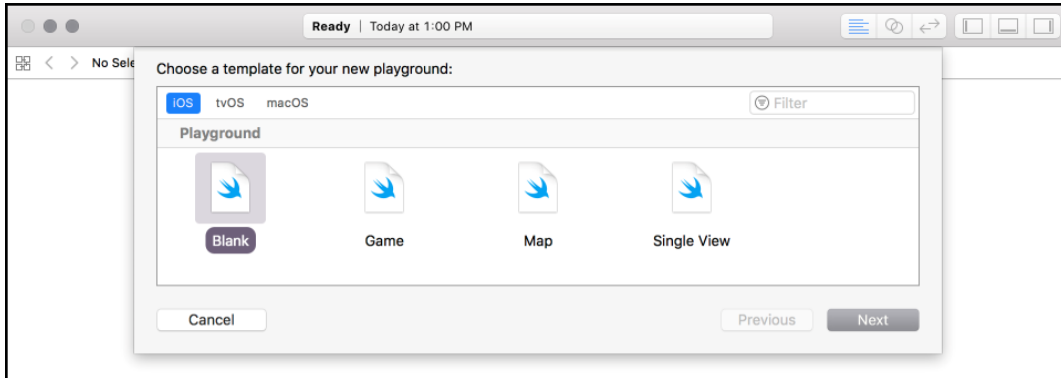 Ready | Today at 1:00 PM
No Sele
Choose a template for your new playground:
iOS tvOS macOS Filter
Playground
Blank Game Map Single View
Cancel Previous Next